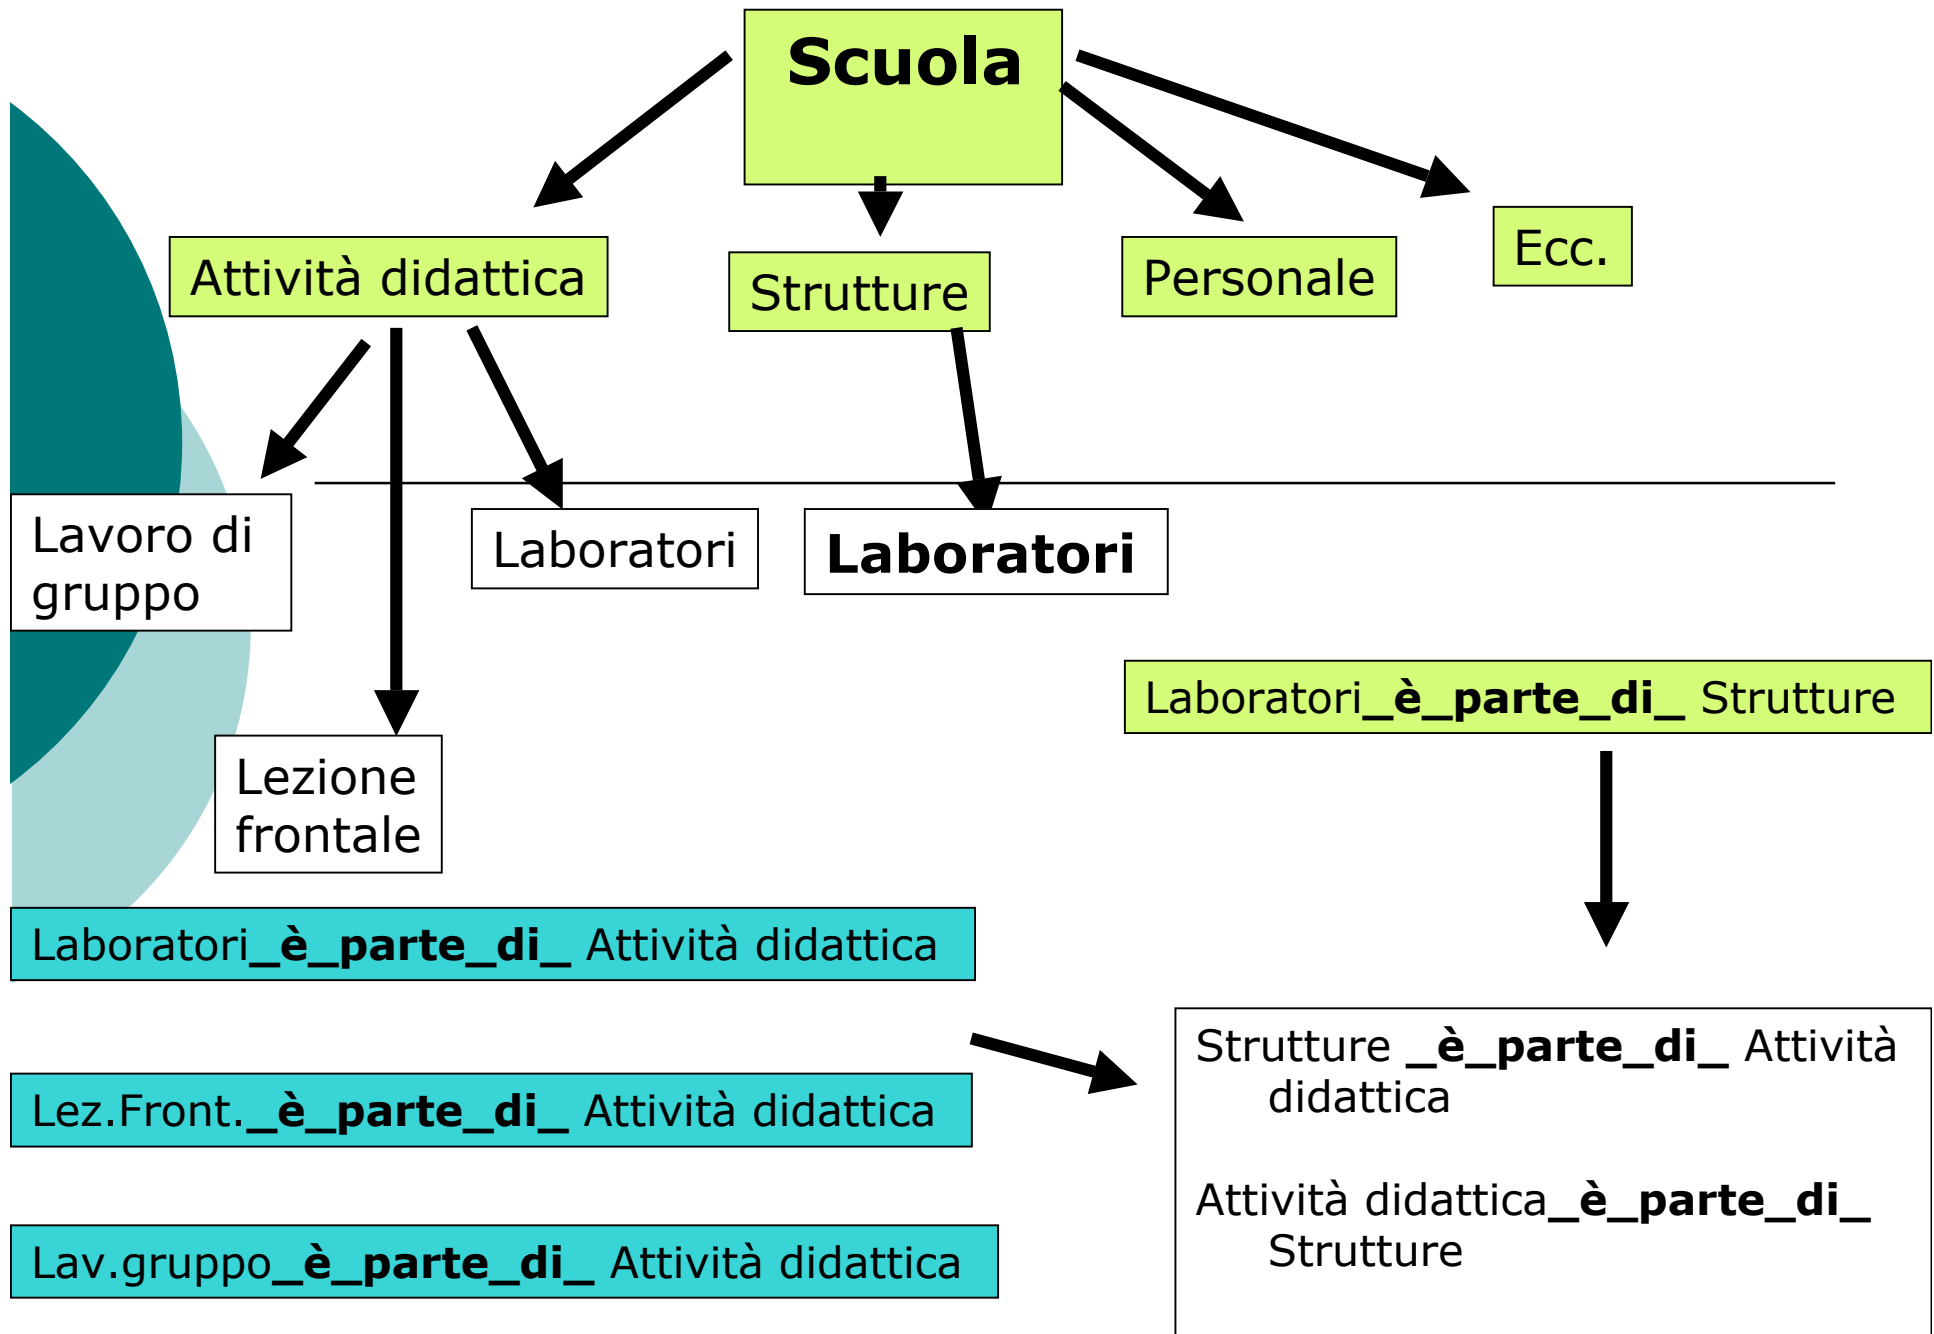 Scuola
Attività didattica
Strutture
Personale
Ecc.
Lavoro di
gruppo
Laboratori
Laboratori
Laboratori_è_parte_di_ Strutture
Lezione
frontale
Laboratori_è_parte_di_ Attività didattica
Lez.Front._è_parte_di_ Attività didattica
Lav.gruppo_è_parte_di_ Attività didattica
Strutture _è_parte_di_ Attività
didattica
Attività didattica_è_parte_di_
Strutture